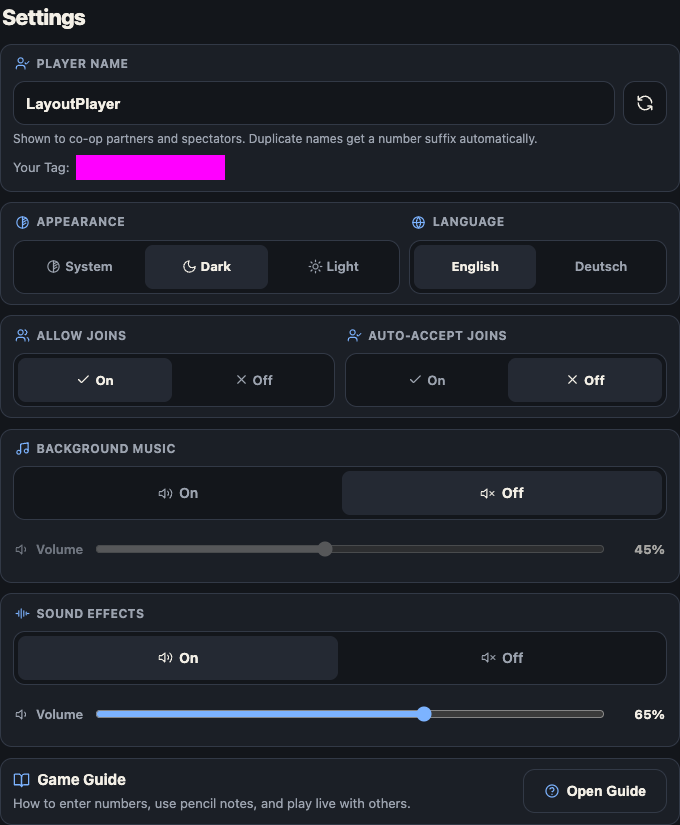 Settings
PLAYER NAME
LayoutPlayer
Shown to co-op partners and spectators. Duplicate names get a number suffix automatically.
Your Tag:
APPEARANCE
LANGUAGE
System Dark Light
English Deutsch
ALLOW JOINS
AUTO-ACCEPT JOINS
On Off
On Off
BACKGROUND MUSIC
On Off
Volume 45%
SOUND EFFECTS
On Off
Volume 65%
Game Guide
How to enter numbers, use pencil notes, and play live with others.
Open Guide